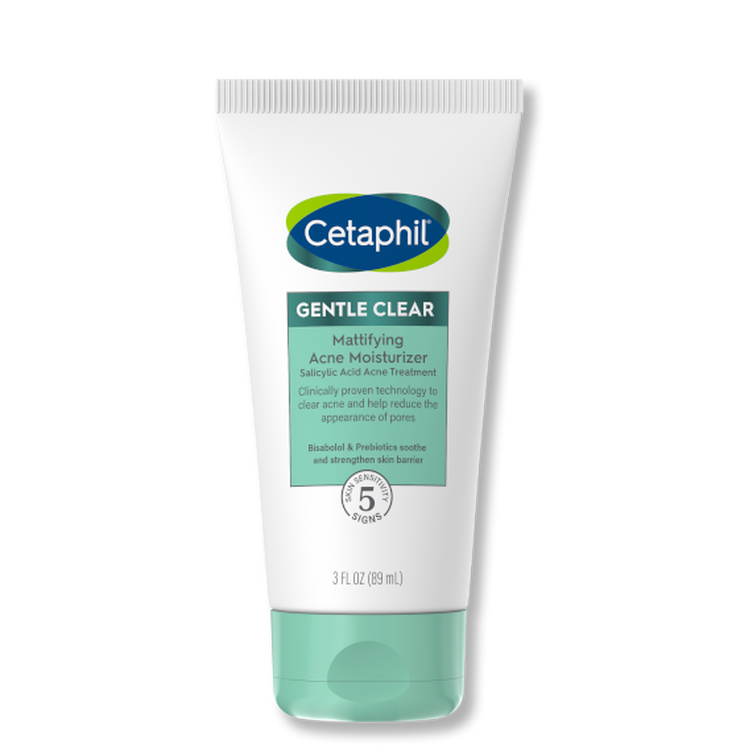 Cetaphil®
GENTLE CLEAR
Mattifying
Acne Moisturizer
Salicylic Acid Acne Treatment
Clinically proven technology to
clear acne and help reduce the
appearance of pores
Bisabolol & Prebiotics soothe
and strengthen skin barrier
SKIN SENSITIVITY
5
SIGNS
3 FL OZ (89 mL)